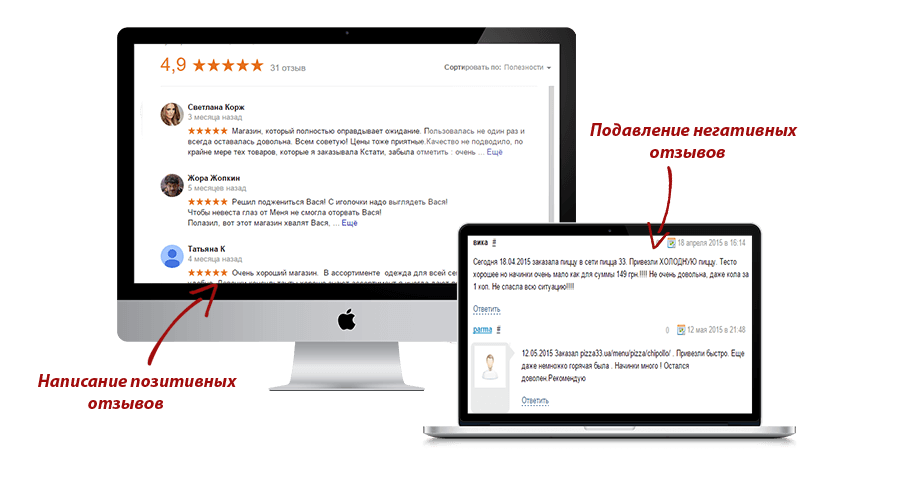 4,9
31 отзыв
Сортировать по: Полезности
Светлана Корж
3 месяца назад
Магазин, который полностью оправдывает ожидание. Пользовалась не один раз и
всегда оставалась довольна. Всем советую! Цены тоже приятные.Качество не подводило, по
крайне мере тех товаров, которые я заказывала Кстати, забыла отметить : очень ... Ещё
Жора Жопкин
5 месяцев назад
Решил поджениться Вася! С иголочки надо выглядеть Вася!
Чтобы невеста глаз от Меня не смогла оторвать Вася!
Полазил, вот этот магазин хвалят Вася, ... Ещё
Татьяна К
4 месяца назад
Очень хороший магазин. В ассортименте одежда для всей се
Подавление негативных
отзывов
вика #
18 апреля 2015 в 16:14
Сегодня 18.04.2015 заказала пиццу в сети пицца 33. Привезли ХОЛОДНУЮ пиццу. Тесто
хорошее но начинки очень мало как для суммы 149 грн.!!!! Не очень довольна, даже кола за
1 коп. Не спасла всю ситуацию!!!!
Ответить
parma #
0
12 мая 2015 в 21:48
12.05.2015 Заказал pizza33.ua/menu/pizza/chipollo/ . Привезли быстро. Еще
даже немножко горячая была . Начинки много ! Остался
доволен.Рекомендую
Ответить
Написание позитивных
отзывов